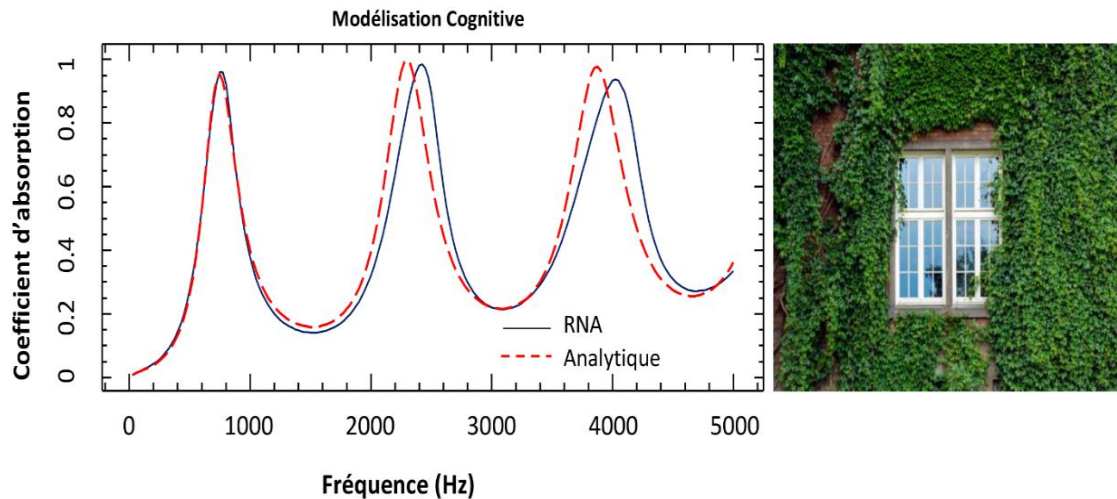 Modélisation Cognitive
Coefficient d'absorption
1
0.8
0.6
0.4
0.2
0
RNA
Analytique
0 1000 2000 3000 4000 5000
Fréquence (Hz)